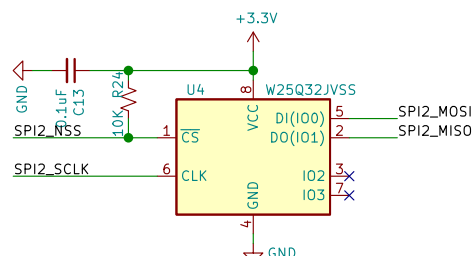 +3.3V
GND
0.1uF
C13
10K R24
U4
W25Q32JVSS
8
VCC
SPI2_NSS
1
CS
DI(IO0)
5
SPI2_MOSI
DO(IO1)
2
SPI2_MISO
SPI2_SCLK
6
CLK
IO2
3
IO3
7
GND
4
GND